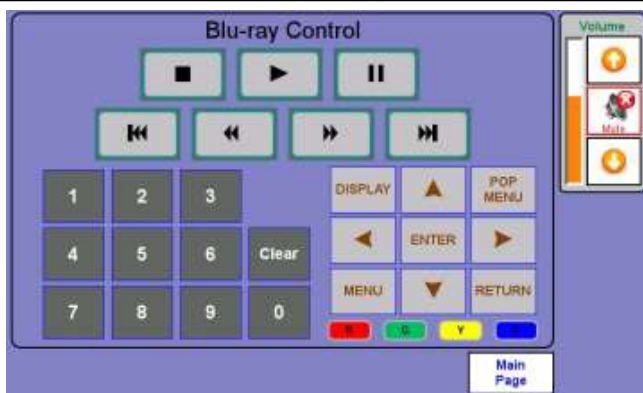 Blu-ray Control
Volume
Mute
1 2 3
DISPLAY
POP
MENU
4 5 6 Clear
ENTER
7 8 9 0
MENU
RETURN
G Y
Main
Page